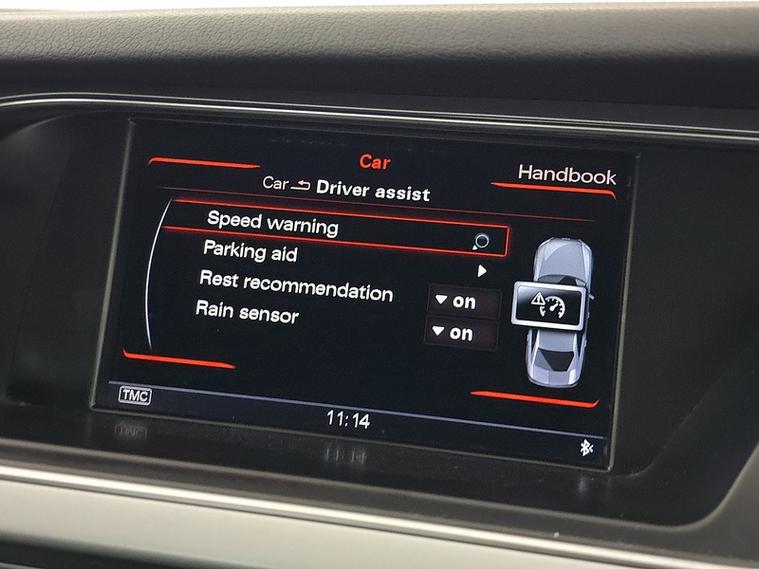 Car
Handbook
Car Driver assist
Speed warning
Parking aid
Rest recommendation
on
Rain sensor
on
TMC
11:14